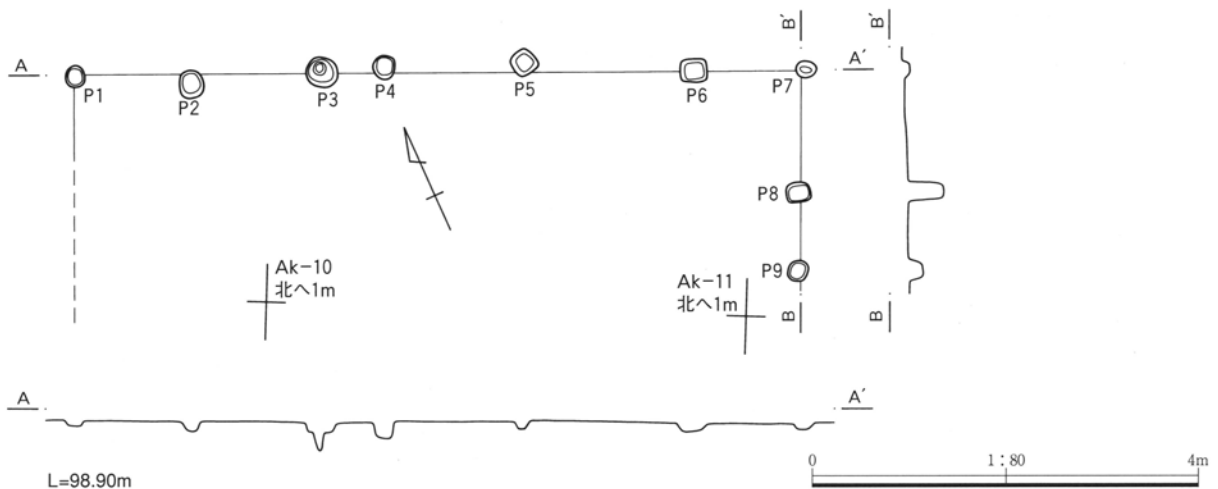 B B´ B B´
A A´
P1 P2 P3 P4 P5 P6 P7
P8
Ak-10
北へ1m
Ak-11
北へ1m
P9
B B
A A´
L=98.90m
0 1:80 4m